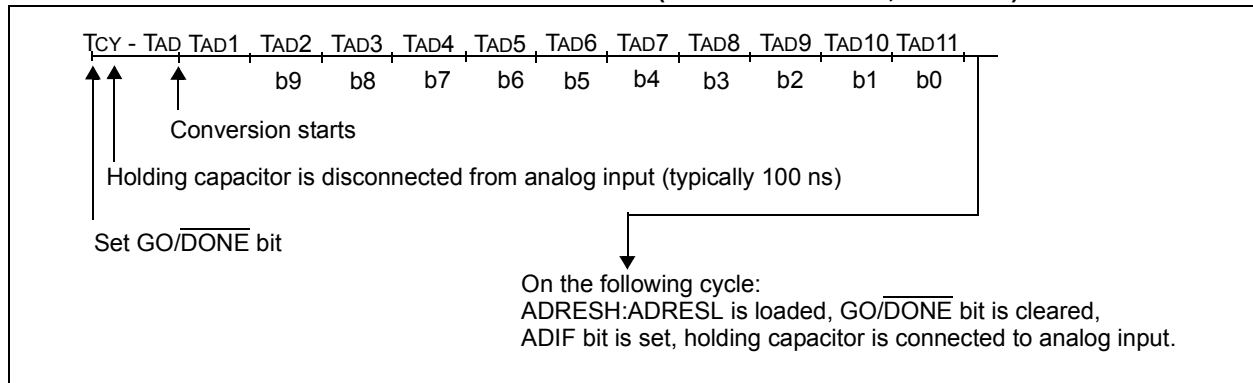 TCY - TAD TAD1 TAD2 TAD3 TAD4 TAD5 TAD6 TAD7 TAD8 TAD9 TAD10 TAD11
b9 b8 b7 b6 b5 b4 b3 b2 b1 b0
Conversion starts
Holding capacitor is disconnected from analog input (typically 100 ns)
Set GO/DONE bit
On the following cycle:
ADRESH:ADRESL is loaded, GO/DONE bit is cleared,
ADIF bit is set, holding capacitor is connected to analog input.